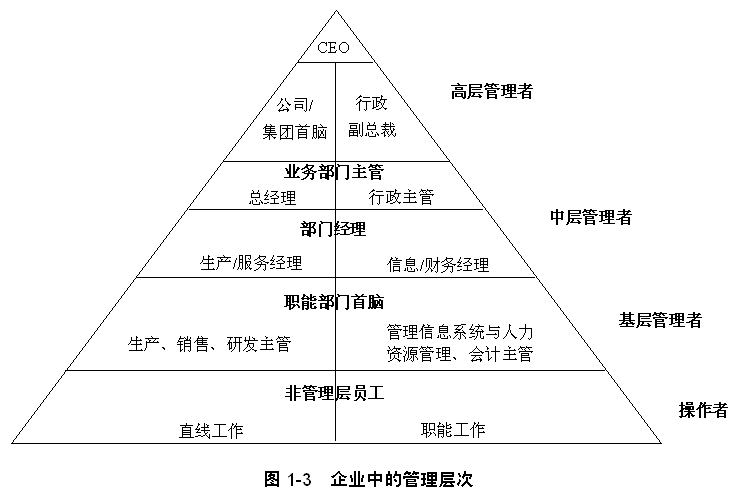 CEO
高层管理者
公司/
集团首脑
行政
副总裁
业务部门主管
总经理
行政主管
中层管理者
部门经理
生产/服务经理
信息/财务经理
职能部门首脑
基层管理者
生产、销售、研发主管
管理信息系统与人力
资源管理、会计主管
非管理层员工
操作者
直线工作
职能工作
图 1-3 企业中的管理层次